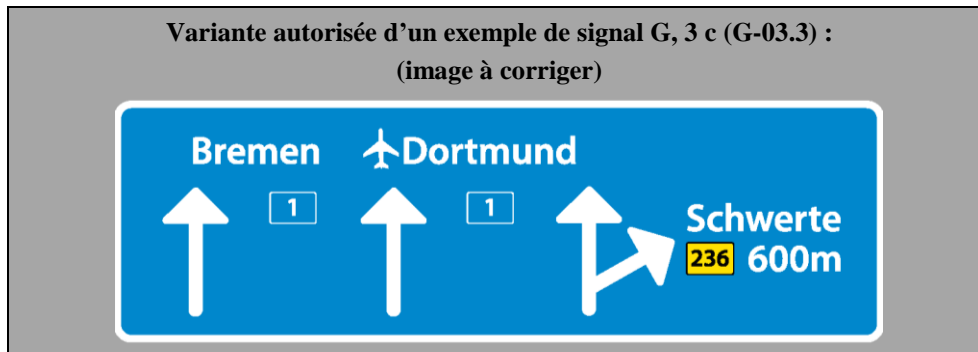 Variante autorisée d’un exemple de signal G, 3 c (G-03.3) :
(image à corriger)
Bremen Dortmund
1 1
Schwerte
236 600m